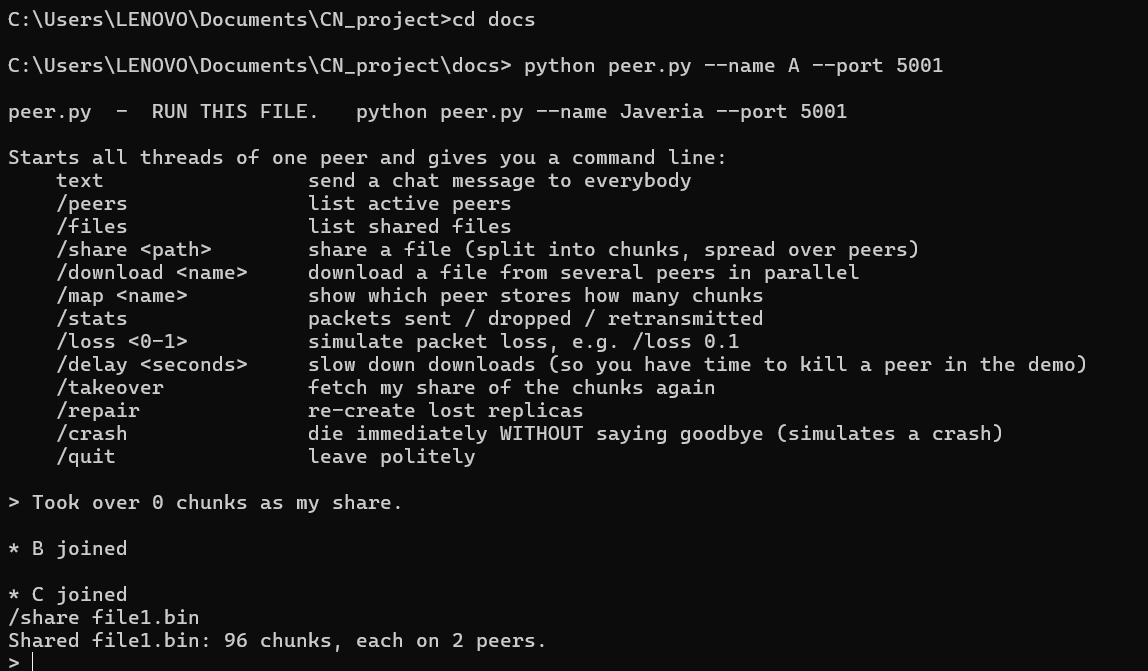 C:\Users\LENOVO\Documents\CN_project>cd docs
C:\Users\LENOVO\Documents\CN_project\docs> python peer.py --name A --port 5001
peer.py  -  RUN THIS FILE.   python peer.py --name Javeria --port 5001
Starts all threads of one peer and gives you a command line:
    text                 send a chat message to everybody
    /peers               list active peers
    /files               list shared files
    /share <path>        share a file (split into chunks, spread over peers)
    /download <name>     download a file from several peers in parallel
    /map <name>          show which peer stores how many chunks
    /stats               packets sent / dropped / retransmitted
    /loss <0-1>          simulate packet loss, e.g. /loss 0.1
    /delay <seconds>     slow down downloads (so you have time to kill a peer in the demo)
    /takeover            fetch my share of the chunks again
    /repair              re-create lost replicas
    /crash               die immediately WITHOUT saying goodbye (simulates a crash)
    /quit                leave politely
> Took over 0 chunks as my share.
* B joined
* C joined
/share file1.bin
Shared file1.bin: 96 chunks, each on 2 peers.
>